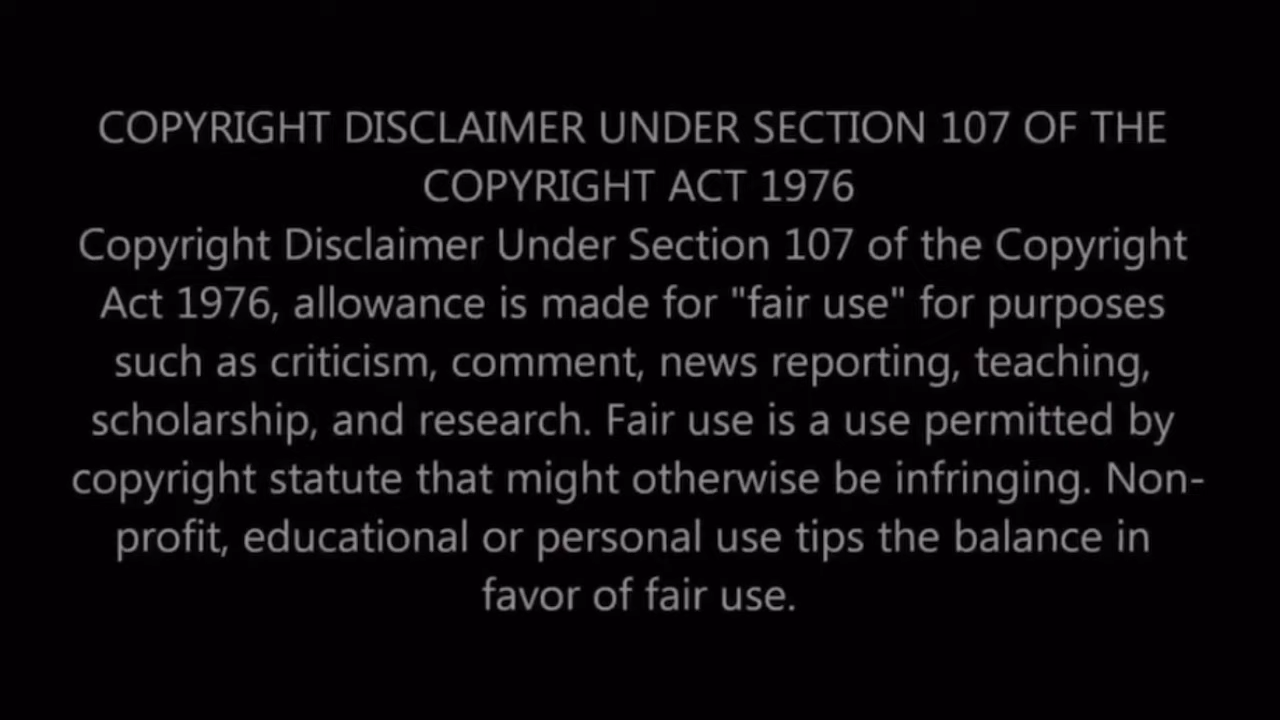 COPYRIGHT DISCLAIMER UNDER SECTION 107 OF THE
COPYRIGHT ACT 1976
Copyright Disclaimer Under Section 107 of the Copyright
Act 1976, allowance is made for "fair use" for purposes
such as criticism, comment, news reporting, teaching,
scholarship, and research. Fair use is a use permitted by
copyright statute that might otherwise be infringing. Non-
profit, educational or personal use tips the balance in
favor of fair use.